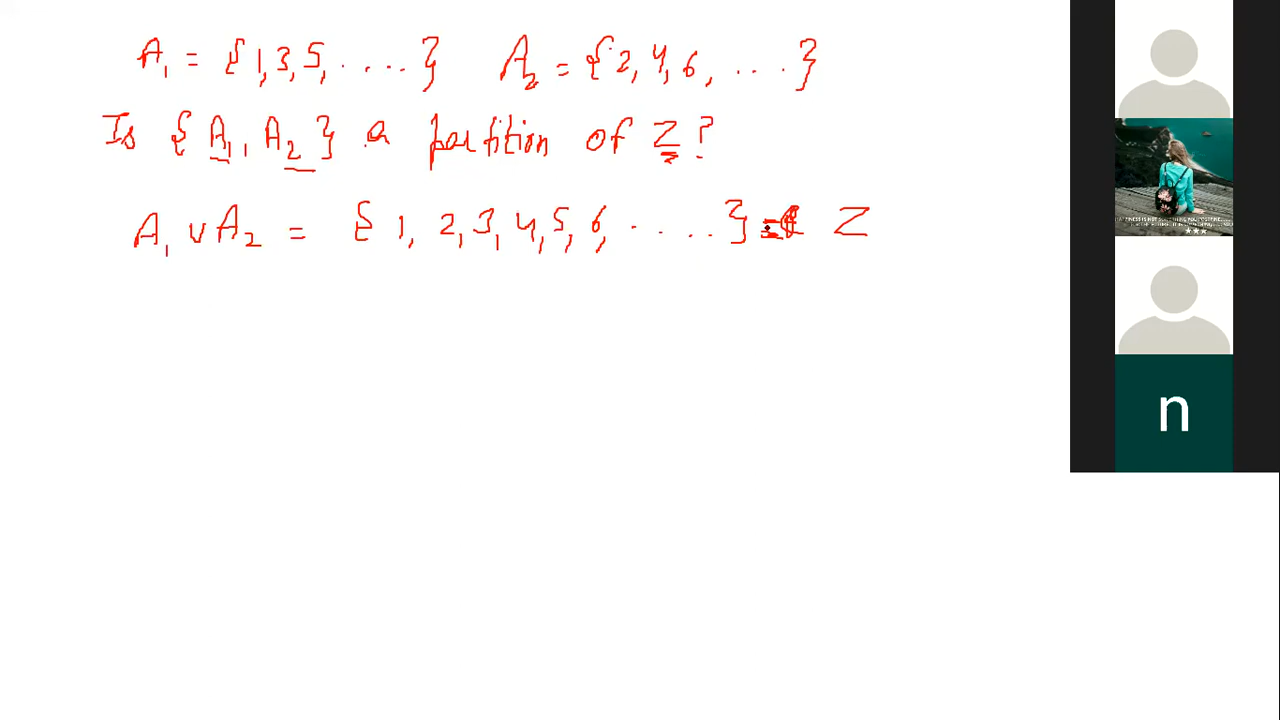 A₁ = {1,3,5,.....} A₂ = {2,4,6,....}
Is {A₁, A₂} a partition of Z?
A₁ ∪ A₂ = {1,2,3,4,5,6,.....} Z
n